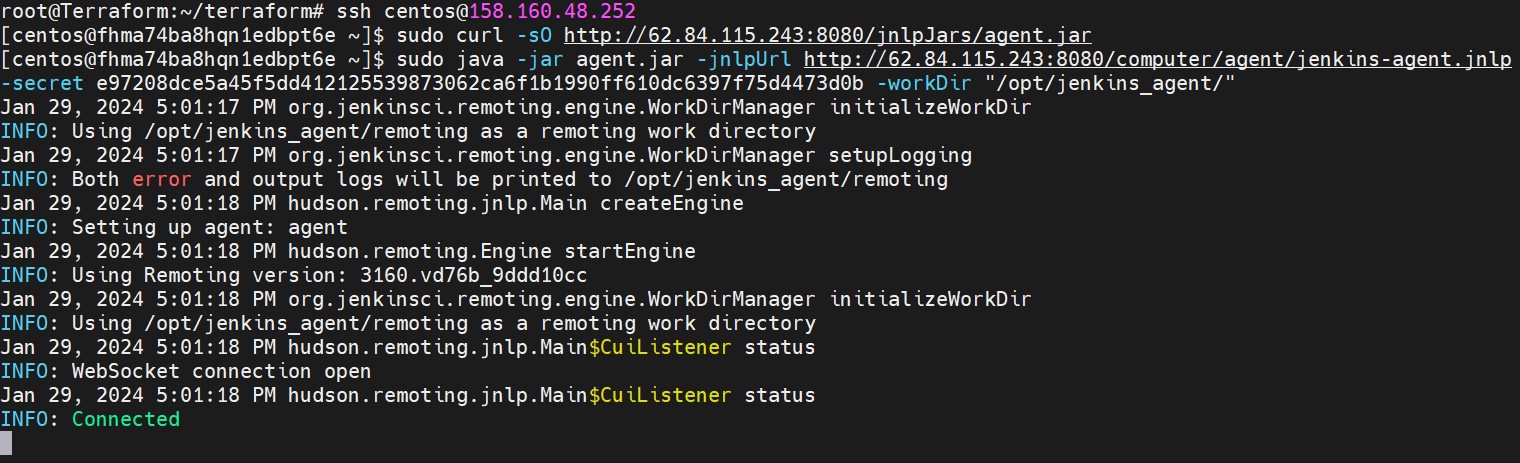 root@Terraform:~/terraform# ssh centos@158.160.48.252
[centos@fhma74ba8hqn1edbpt6e ~]$ sudo curl -sO http://62.84.115.243:8080/jnlpJars/agent.jar
[centos@fhma74ba8hqn1edbpt6e ~]$ sudo java -jar agent.jar -jnlpUrl http://62.84.115.243:8080/computer/agent/jenkins-agent.jnlp
-secret e97208dce5a45f5dd412125539873062ca6f1b1990ff610dc6397f75d4473d0b -workDir "/opt/jenkins_agent/"
Jan 29, 2024 5:01:17 PM org.jenkinsci.remoting.engine.WorkDirManager initializeWorkDir
INFO: Using /opt/jenkins_agent/remoting as a remoting work directory
Jan 29, 2024 5:01:17 PM org.jenkinsci.remoting.engine.WorkDirManager setupLogging
INFO: Both error and output logs will be printed to /opt/jenkins_agent/remoting
Jan 29, 2024 5:01:18 PM hudson.remoting.jnlp.Main createEngine
INFO: Setting up agent: agent
Jan 29, 2024 5:01:18 PM hudson.remoting.Engine startEngine
INFO: Using Remoting version: 3160.vd76b_9ddd10cc
Jan 29, 2024 5:01:18 PM org.jenkinsci.remoting.engine.WorkDirManager initializeWorkDir
INFO: Using /opt/jenkins_agent/remoting as a remoting work directory
Jan 29, 2024 5:01:18 PM hudson.remoting.jnlp.Main$CuiListener status
INFO: WebSocket connection open
Jan 29, 2024 5:01:18 PM hudson.remoting.jnlp.Main$CuiListener status
INFO: Connected